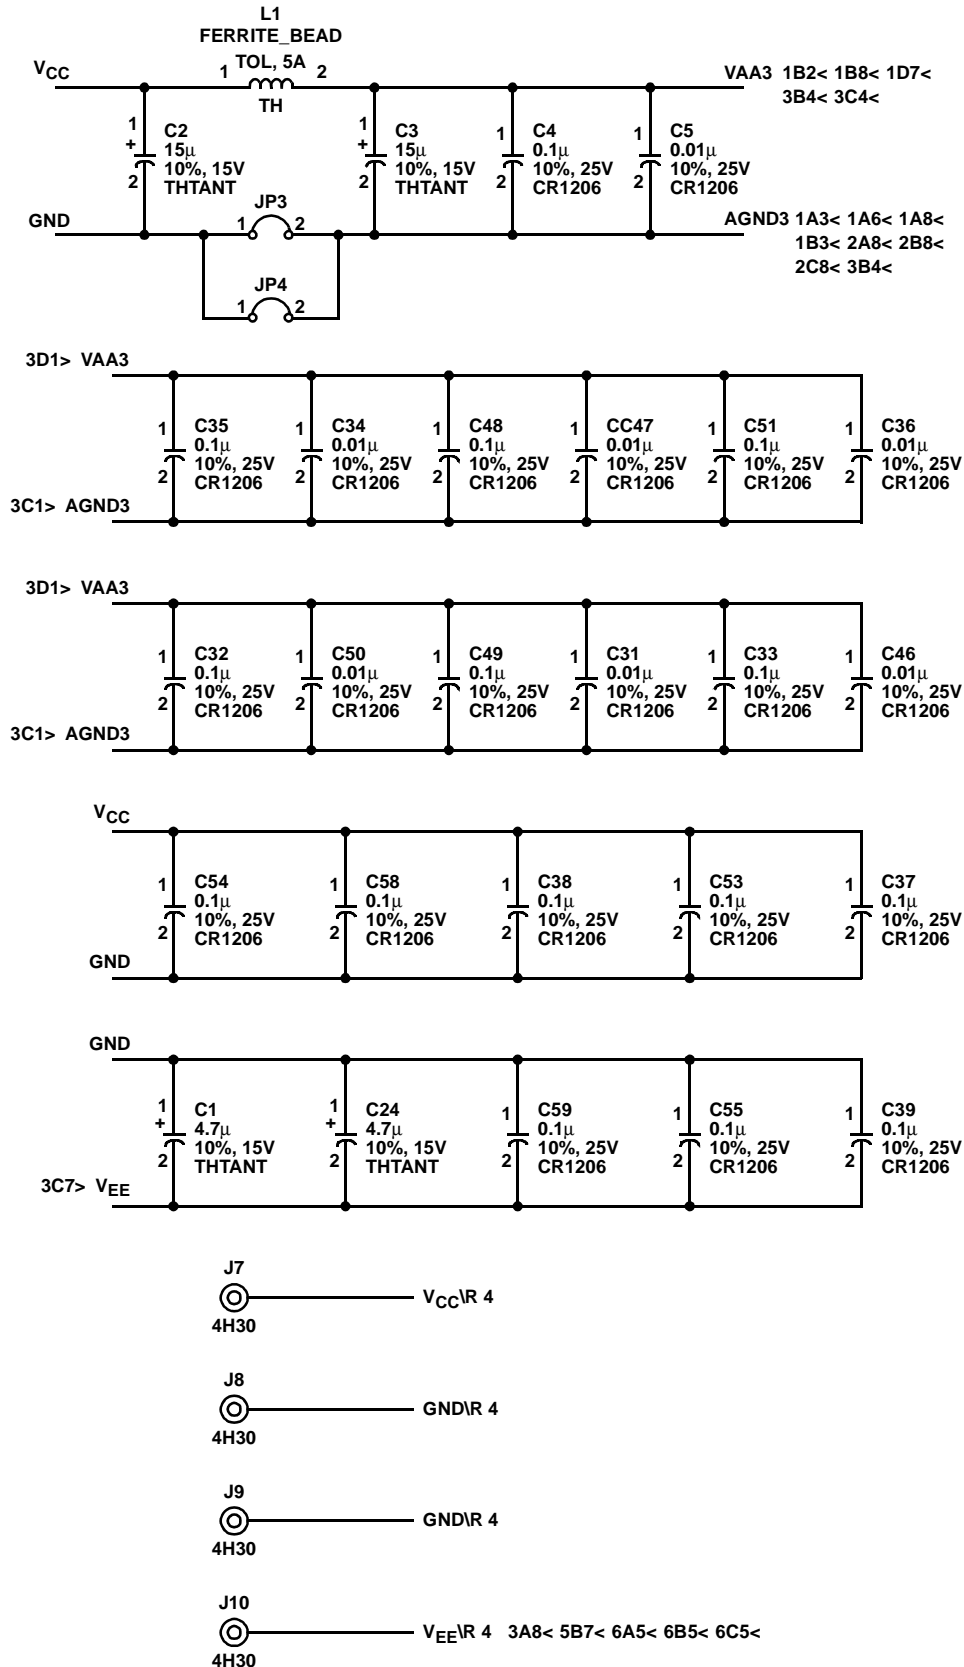 L1
FERRITE_BEAD
TOL, 5A
VCC
1 2
TH
VAA3 1B2< 1B8< 1D7<
3B4< 3C4<
1
+
2
C2
15μ
10%, 15V
THTANT
1
+
2
C3
15μ
10%, 15V
THTANT
1
2
C4
0.1μ
10%, 25V
CR1206
1
2
C5
0.01μ
10%, 25V
CR1206
GND
JP3
1 2
JP4
1 2
AGND3 1A3< 1A6< 1A8<
1B3< 2A8< 2B8<
2C8< 3B4<
3D1> VAA3
1
2
C35
0.1μ
10%, 25V
CR1206
1
2
C34
0.01μ
10%, 25V
CR1206
1
2
C48
0.1μ
10%, 25V
CR1206
1
2
CC47
0.01μ
10%, 25V
CR1206
1
2
C51
0.1μ
10%, 25V
CR1206
1
2
C36
0.01μ
10%, 25V
CR1206
3C1> AGND3
3D1> VAA3
1
2
C32
0.1μ
10%, 25V
CR1206
1
2
C50
0.01μ
10%, 25V
CR1206
1
2
C49
0.1μ
10%, 25V
CR1206
1
2
C31
0.01μ
10%, 25V
CR1206
1
2
C33
0.1μ
10%, 25V
CR1206
1
2
C46
0.01μ
10%, 25V
CR1206
3C1> AGND3
VCC
1
2
C54
0.1μ
10%, 25V
CR1206
1
2
C58
0.1μ
10%, 25V
CR1206
1
2
C38
0.1μ
10%, 25V
CR1206
1
2
C53
0.1μ
10%, 25V
CR1206
1
2
C37
0.1μ
10%, 25V
CR1206
GND
GND
1
+
2
C1
4.7μ
10%, 15V
THTANT
1
+
2
C24
4.7μ
10%, 15V
THTANT
1
2
C59
0.1μ
10%, 25V
CR1206
1
2
C55
0.1μ
10%, 25V
CR1206
1
2
C39
0.1μ
10%, 25V
CR1206
3C7> VEE
J7
VCC\R 4
4H30
J8
GND\R 4
4H30
J9
GND\R 4
4H30
J10
VEE\R 4 3A8< 5B7< 6A5< 6B5< 6C5<
4H30